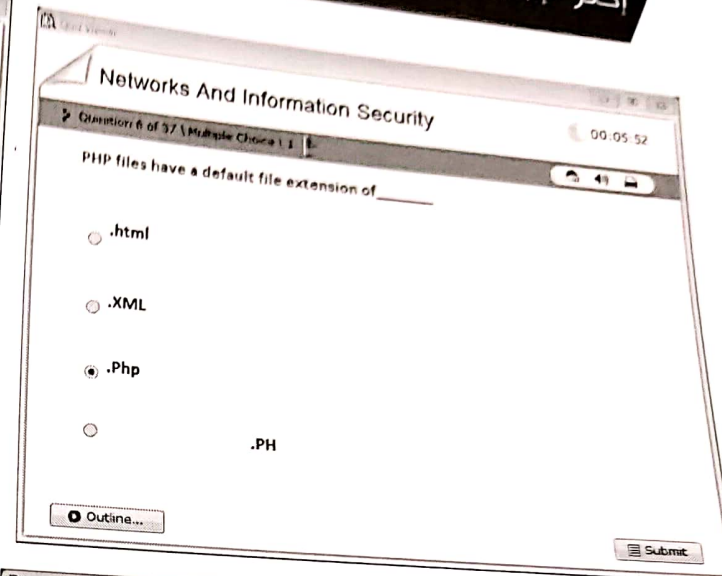 Networks And Information Security
00:05:52
Question 6 of 37 \ Multiple Choice \ 1
PHP files have a default file extension of______
.html
.XML
.Php
.PH
Outline...
Submit